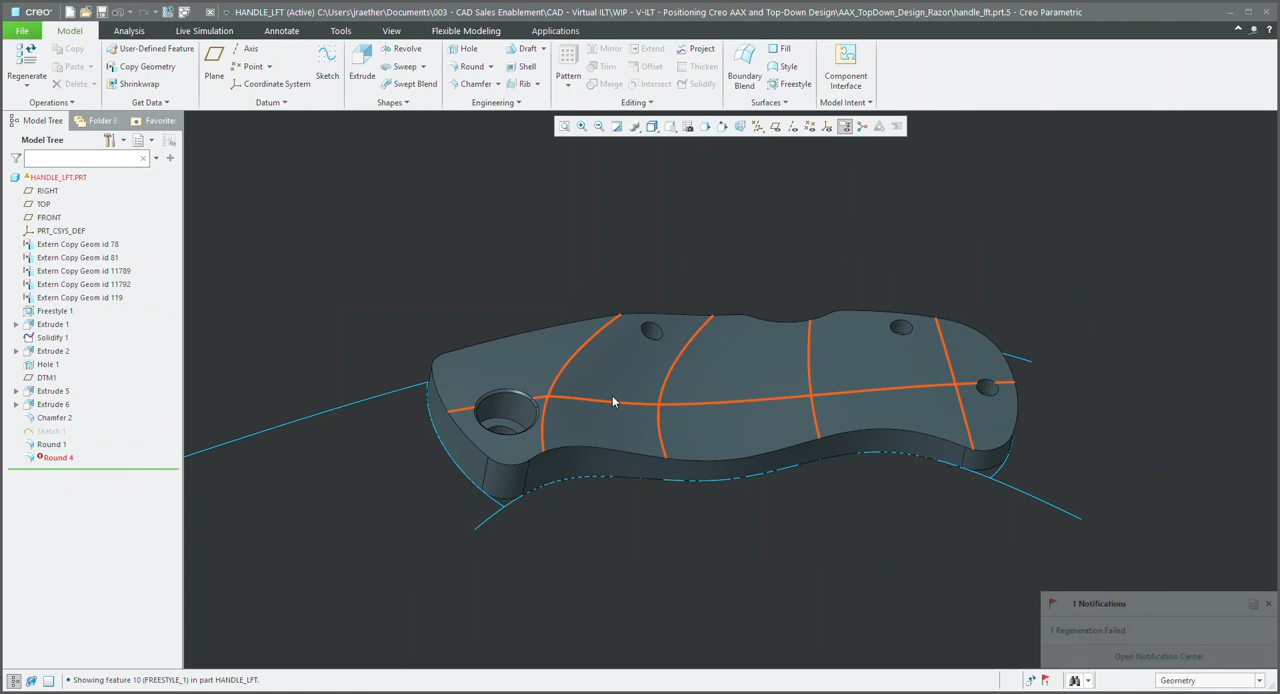 creo
HANDLE_LFT (Active) C:\Users\jraether\Documents\003 - CAD Sales Enablement\CAD - Virtual ILT\WIP - V-ILT - Positioning Creo AAX and Top-Down Design\AAX_TopDown_Design_Razor\handle_lft.prt.5 - Creo Parametric
File Model Analysis Live Simulation Annotate Tools View Flexible Modeling Applications
Regenerate
Copy
Paste
Delete
Operations
User-Defined Feature
Copy Geometry
Shrinkwrap
Get Data
Plane
Axis
Point
Coordinate System
Sketch
Datum
Extrude
Revolve
Sweep
Swept Blend
Shapes
Hole
Round
Chamfer
Draft
Shell
Rib
Engineering
Pattern
Mirror
Trim
Merge
Extend
Offset
Intersect
Project
Thicken
Solidify
Editing
Boundary
Blend
Fill
Style
Freestyle
Surfaces
Component
Interface
Model Intent
Model Tree
Folder
Favorite
Model Tree
HANDLE_LFT.PRT
RIGHT
TOP
FRONT
PRT_CSYS_DEF
Extern Copy Geom id 78
Extern Copy Geom id 81
Extern Copy Geom id 11789
Extern Copy Geom id 11792
Extern Copy Geom id 119
Freestyle 1
Extrude 1
Solidify 1
Extrude 2
Hole 1
DTM1
Extrude 5
Extrude 6
Chamfer 2
Sketch 1
Round 1
Round 4
1 Notifications
1 Regeneration Failed
Open Notification Center
Showing feature 10 (FREESTYLE_1) in part HANDLE_LFT.
Geometry